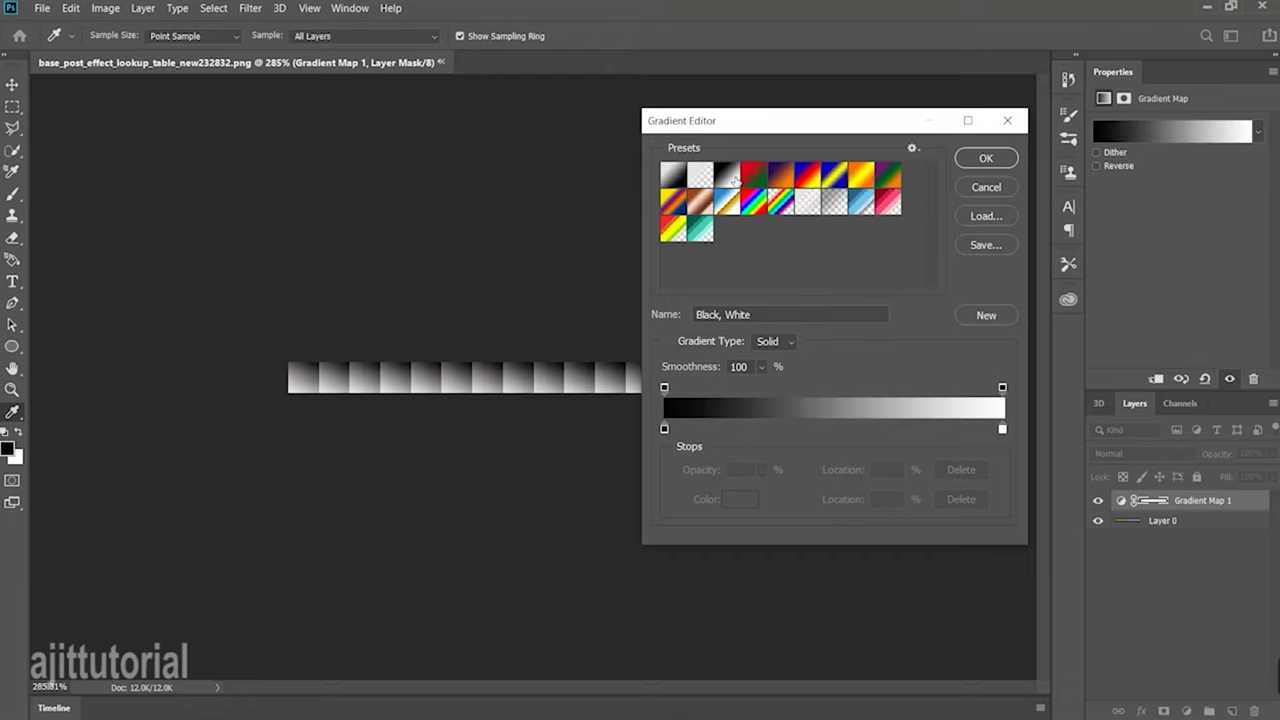 Ps File Edit Image Layer Type Select Filter 3D View Window Help
Sample Size: Point Sample Sample: All Layers Show Sampling Ring
base_post_effect_lookup_table_new232832.png @ 285% (Gradient Map 1, Layer Mask/8) *
Properties
Gradient Map
Dither
Reverse
Gradient Editor
Presets
OK
Cancel
Load...
Save...
Name: Black, White
New
Gradient Type: Solid
Smoothness: 100 %
Stops
Opacity: % Location: % Delete
Color: Location: % Delete
3D Layers Channels
Kind
Normal Opacity: 100%
Lock: Fill: 100%
Gradient Map 1
Layer 0
ajittutorial
285.31% Doc: 12.0K/12.0K
Timeline